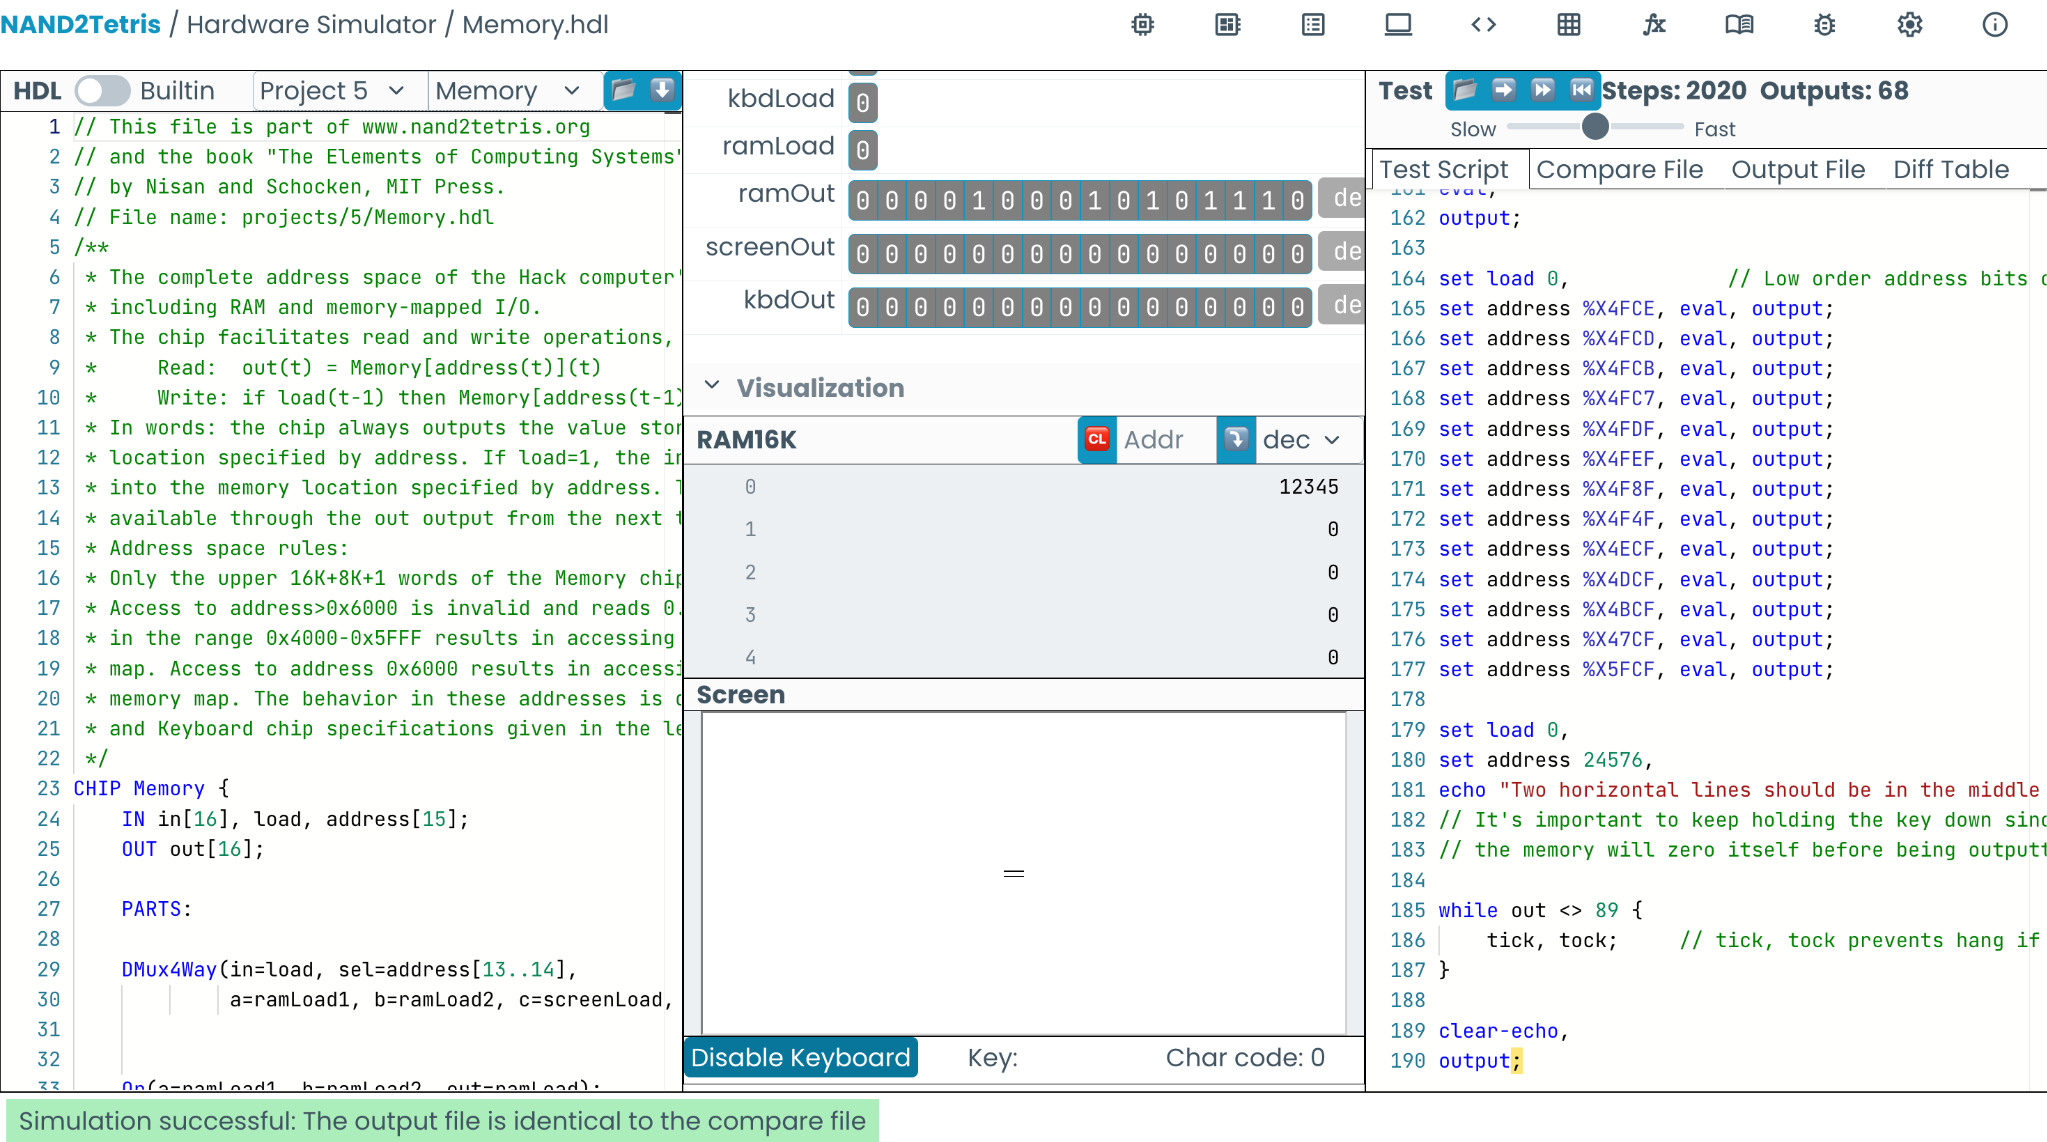 NAND2Tetris / Hardware Simulator / Memory.hdl
HDL Builtin Project 5 Memory
1 // This file is part of www.nand2tetris.org
2 // and the book "The Elements of Computing Systems"
3 // by Nisan and Schocken, MIT Press.
4 // File name: projects/5/Memory.hdl
5 /**
6 * The complete address space of the Hack computer'
7 * including RAM and memory-mapped I/O.
8 * The chip facilitates read and write operations,
9 *     Read:  out(t) = Memory[address(t)](t)
10 *     Write: if load(t-1) then Memory[address(t-1)
11 * In words: the chip always outputs the value stor
12 * location specified by address. If load=1, the in
13 * into the memory location specified by address.
14 * available through the out output from the next t
15 * Address space rules:
16 * Only the upper 16K+8K+1 words of the Memory chip
17 * Access to address>0x6000 is invalid and reads 0.
18 * in the range 0x4000-0x5FFF results in accessing
19 * map. Access to address 0x6000 results in accessi
20 * memory map. The behavior in these addresses is
21 * and Keyboard chip specifications given in the le
22 */
23 CHIP Memory {
24     IN in[16], load, address[15];
25     OUT out[16];
26
27     PARTS:
28
29     DMux4Way(in=load, sel=address[13..14],
30              a=ramLoad1, b=ramLoad2, c=screenLoad,
31
32
33     Or(a=ramLoad1, b=ramLoad2, out=ramLoad);
kbdLoad 0
ramLoad 0
ramOut 0 0 0 0 1 0 0 0 1 0 1 0 1 1 1 0 de
screenOut 0 0 0 0 0 0 0 0 0 0 0 0 0 0 0 0 de
kbdOut 0 0 0 0 0 0 0 0 0 0 0 0 0 0 0 0 de
Visualization
RAM16K CL Addr dec
0 12345
1 0
2 0
3 0
4 0
Screen
Disable Keyboard Key: Char code: 0
Test Steps: 2020 Outputs: 68
Slow Fast
Test Script Compare File Output File Diff Table
161 eval,
162 output;
163
164 set load 0,             // Low order address bits
165 set address %X4FCE, eval, output;
166 set address %X4FCD, eval, output;
167 set address %X4FCB, eval, output;
168 set address %X4FC7, eval, output;
169 set address %X4FDF, eval, output;
170 set address %X4FEF, eval, output;
171 set address %X4F8F, eval, output;
172 set address %X4F4F, eval, output;
173 set address %X4ECF, eval, output;
174 set address %X4DCF, eval, output;
175 set address %X4BCF, eval, output;
176 set address %X47CF, eval, output;
177 set address %X5FCF, eval, output;
178
179 set load 0,
180 set address 24576,
181 echo "Two horizontal lines should be in the middle
182 // It's important to keep holding the key down sinc
183 // the memory will zero itself before being outputt
184
185 while out <> 89 {
186     tick, tock;     // tick, tock prevents hang if
187 }
188
189 clear-echo,
190 output;
Simulation successful: The output file is identical to the compare file